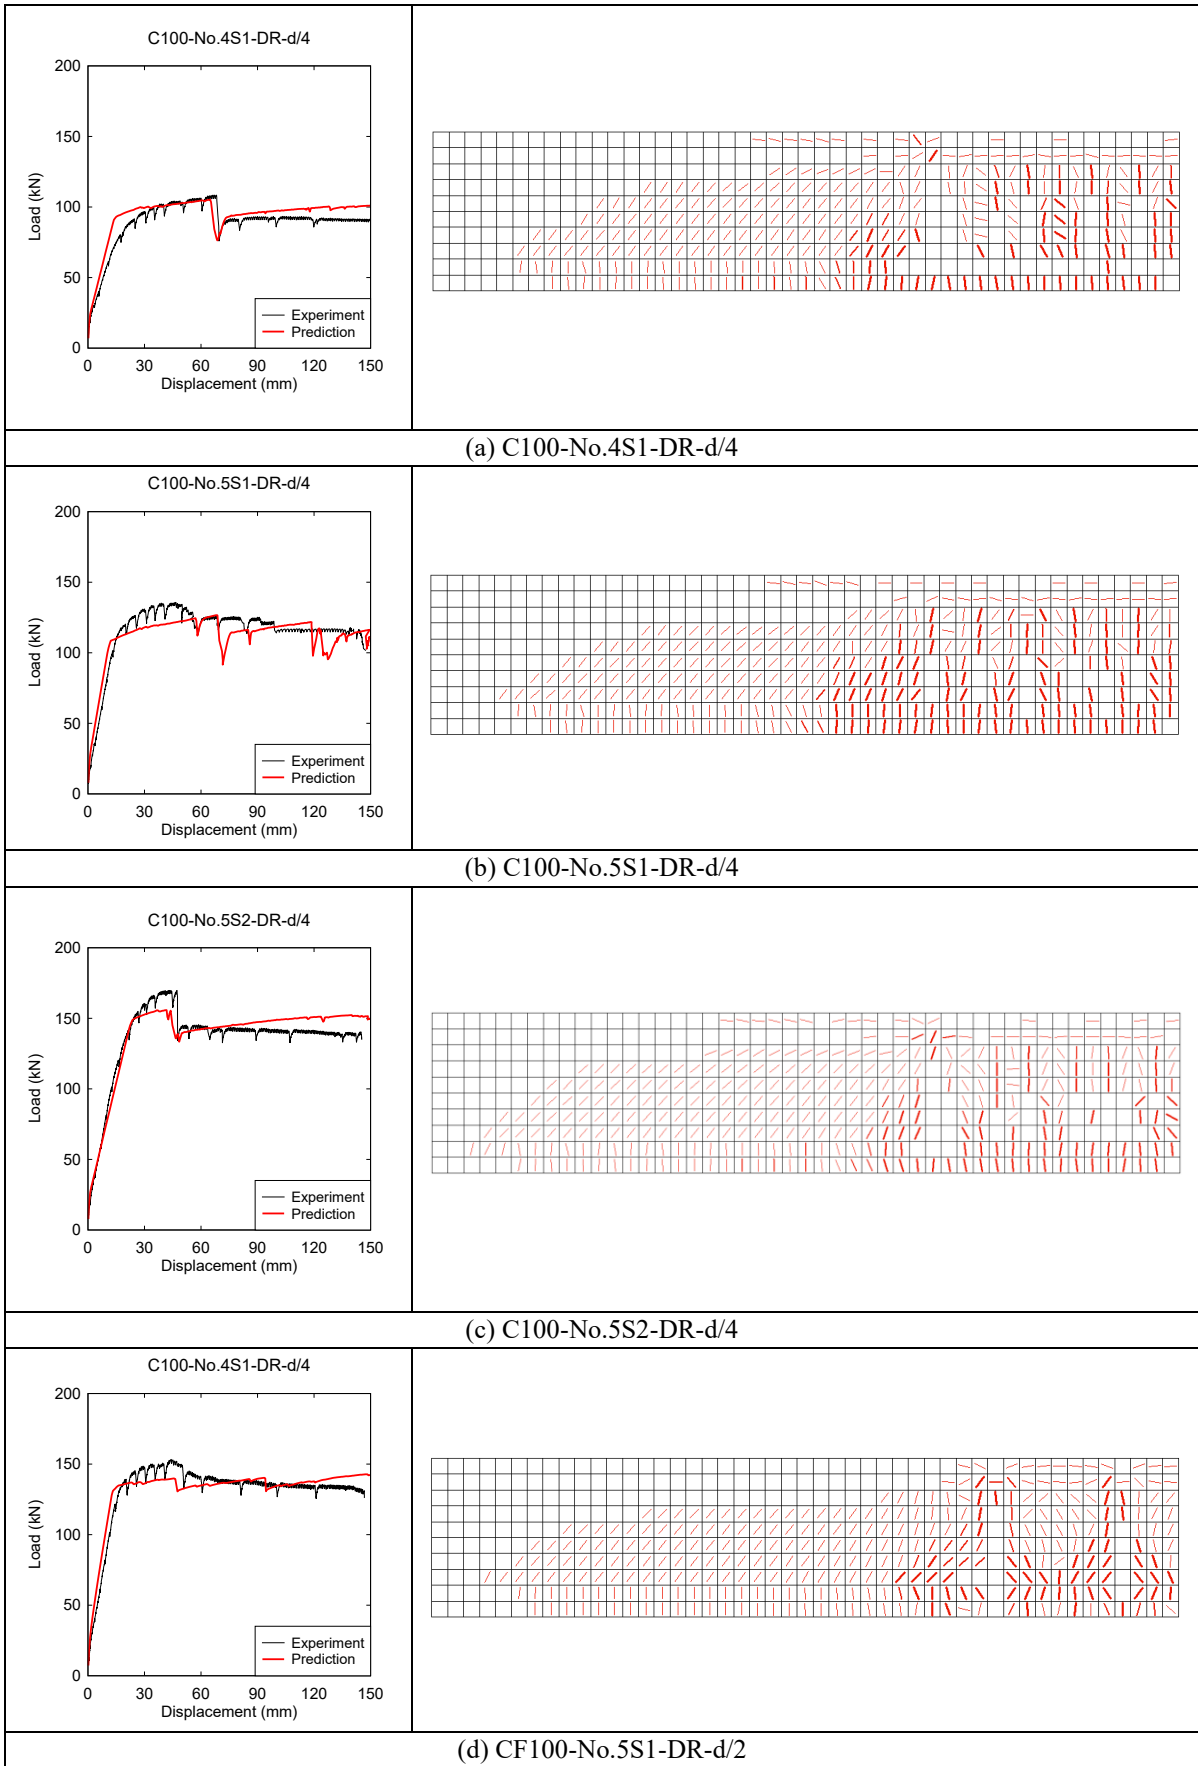 C100-No.4S1-DR-d/4
200
150
100
50
0
Load (kN)
Experiment
Prediction
0 30 60 90 120 150
Displacement (mm)
(a) C100-No.4S1-DR-d/4
C100-No.5S1-DR-d/4
200
150
100
50
0
Load (kN)
Experiment
Prediction
0 30 60 90 120 150
Displacement (mm)
(b) C100-No.5S1-DR-d/4
C100-No.5S2-DR-d/4
200
150
100
50
0
Load (kN)
Experiment
Prediction
0 30 60 90 120 150
Displacement (mm)
(c) C100-No.5S2-DR-d/4
C100-No.4S1-DR-d/4
200
150
100
50
0
Load (kN)
Experiment
Prediction
0 30 60 90 120 150
Displacement (mm)
(d) CF100-No.5S1-DR-d/2